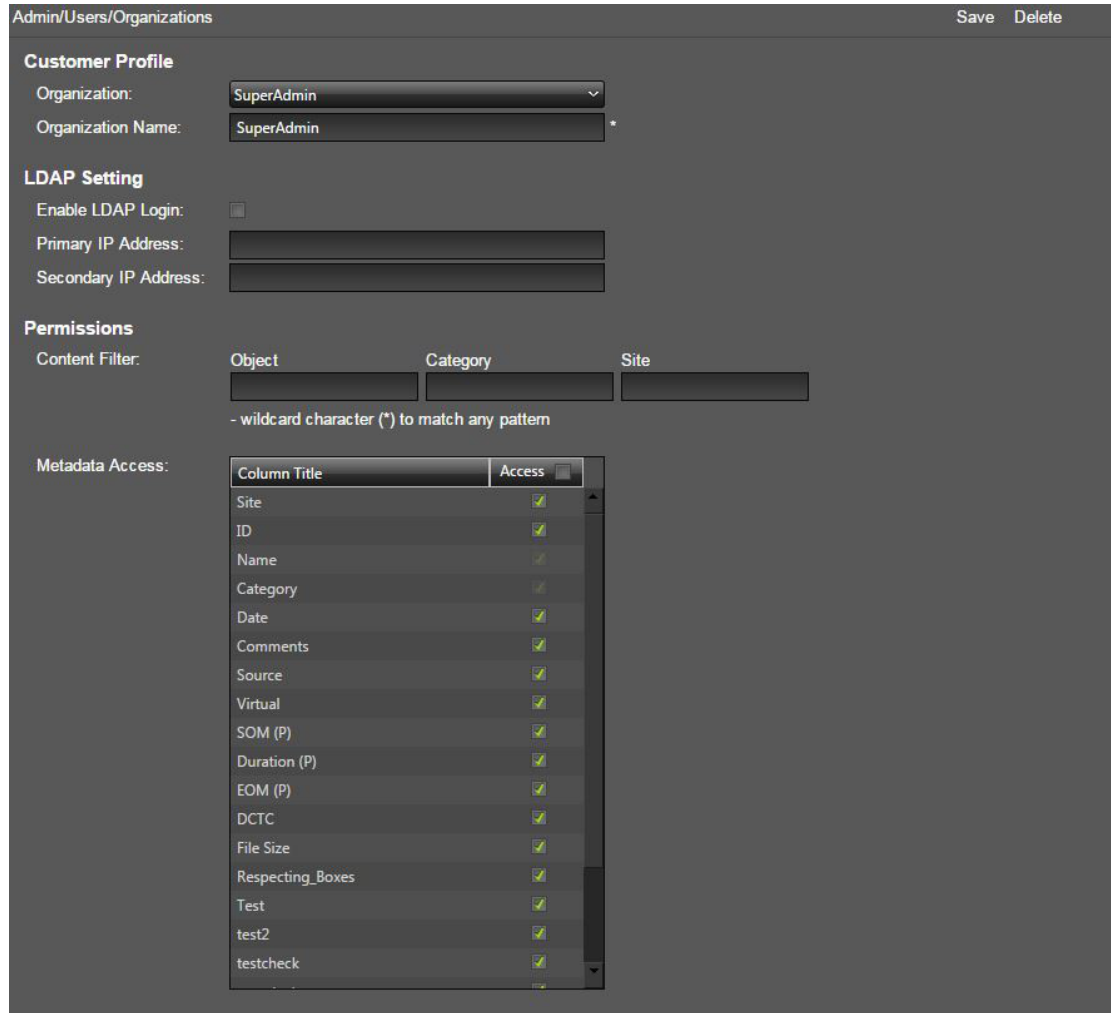 Admin/Users/Organizations Save Delete
Customer Profile
Organization: SuperAdmin
Organization Name: SuperAdmin *
LDAP Setting
Enable LDAP Login:
Primary IP Address:
Secondary IP Address:
Permissions
Content Filter: Object Category Site
- wildcard character (*) to match any pattern
Metadata Access: Column Title Access
Site
ID
Name
Category
Date
Comments
Source
Virtual
SOM (P)
Duration (P)
EOM (P)
DCTC
File Size
Respecting_Boxes
Test
test2
testcheck